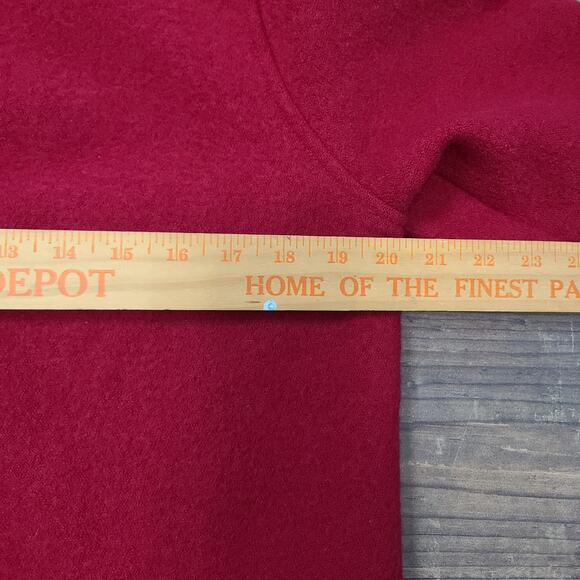 13 14 15 16 17 18 19 20 21 22 23
DEPOT HOME OF THE FINEST PA